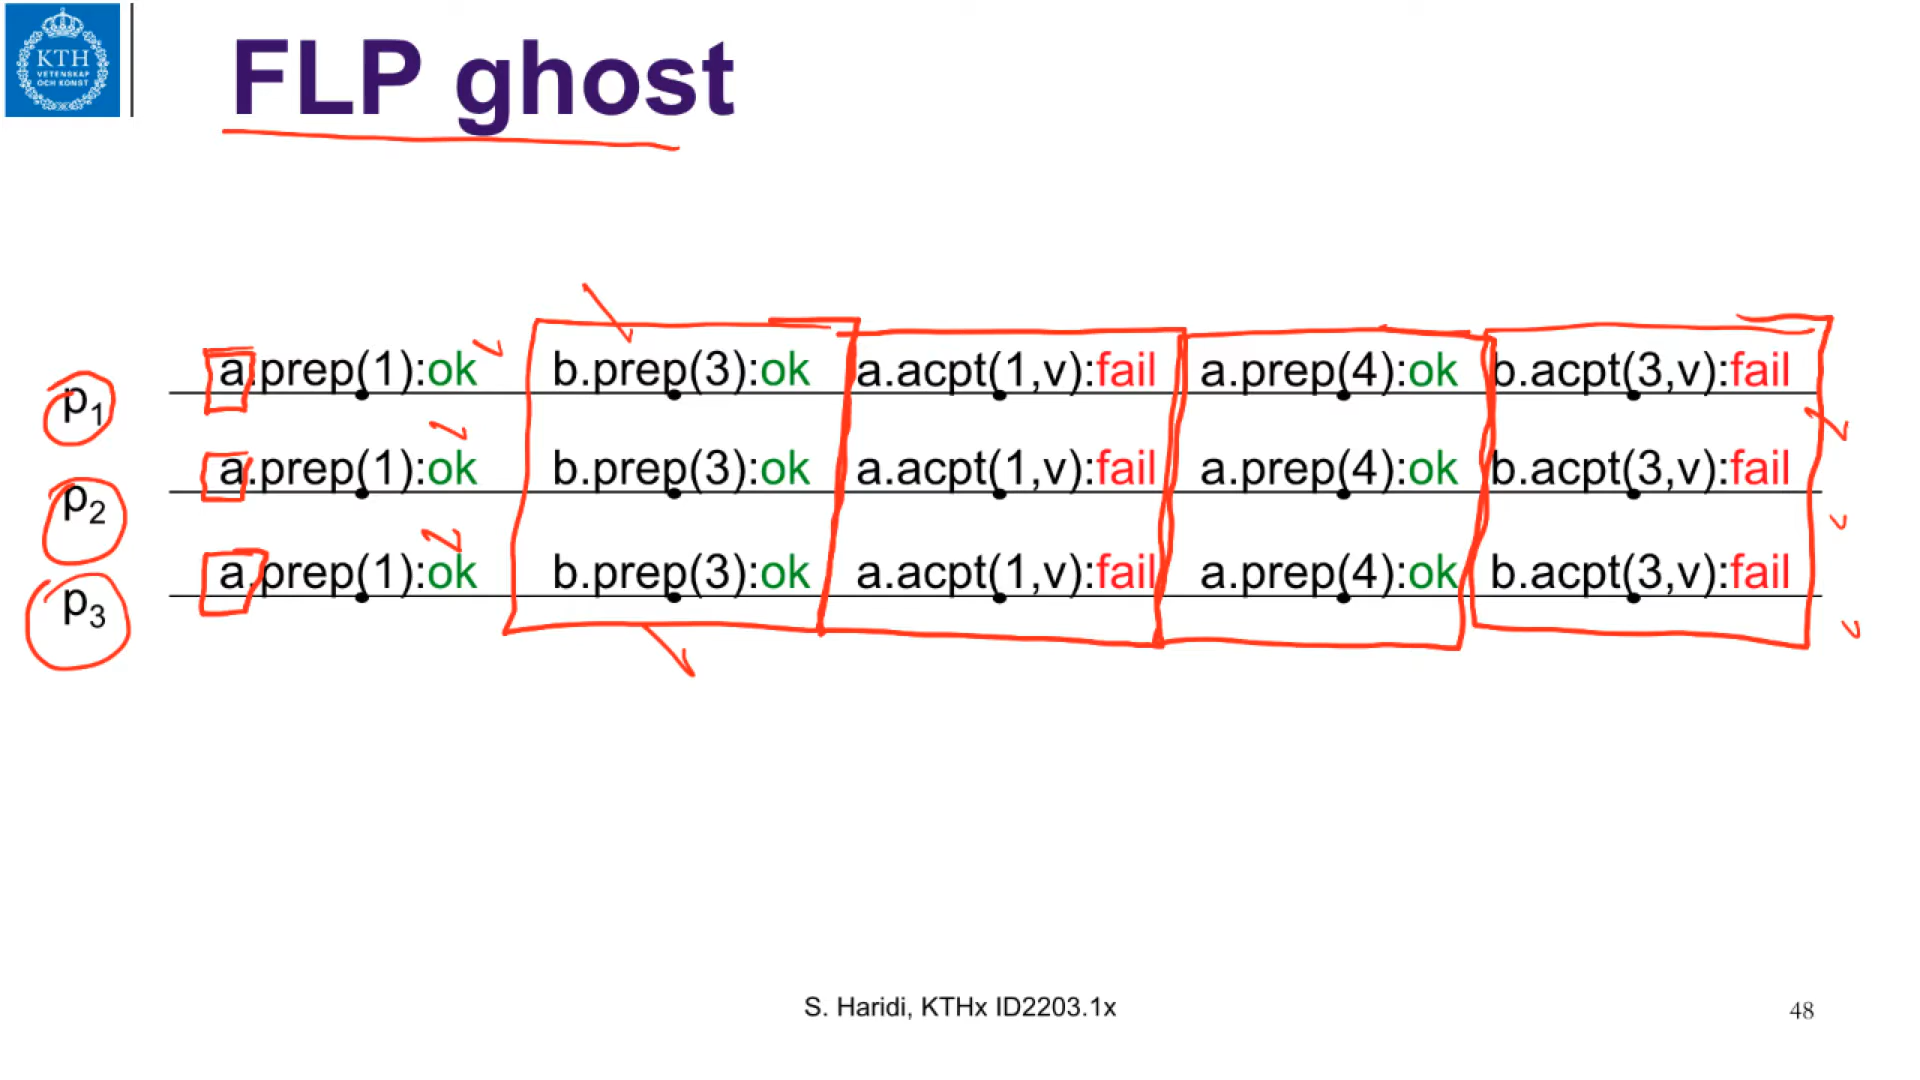 KTH
VETENSKAP
OCH KONST
FLP ghost
p1 a.prep(1):ok b.prep(3):ok a.acpt(1,v):fail a.prep(4):ok b.acpt(3,v):fail
p2 a.prep(1):ok b.prep(3):ok a.acpt(1,v):fail a.prep(4):ok b.acpt(3,v):fail
p3 a.prep(1):ok b.prep(3):ok a.acpt(1,v):fail a.prep(4):ok b.acpt(3,v):fail
S. Haridi, KTHx ID2203.1x
48